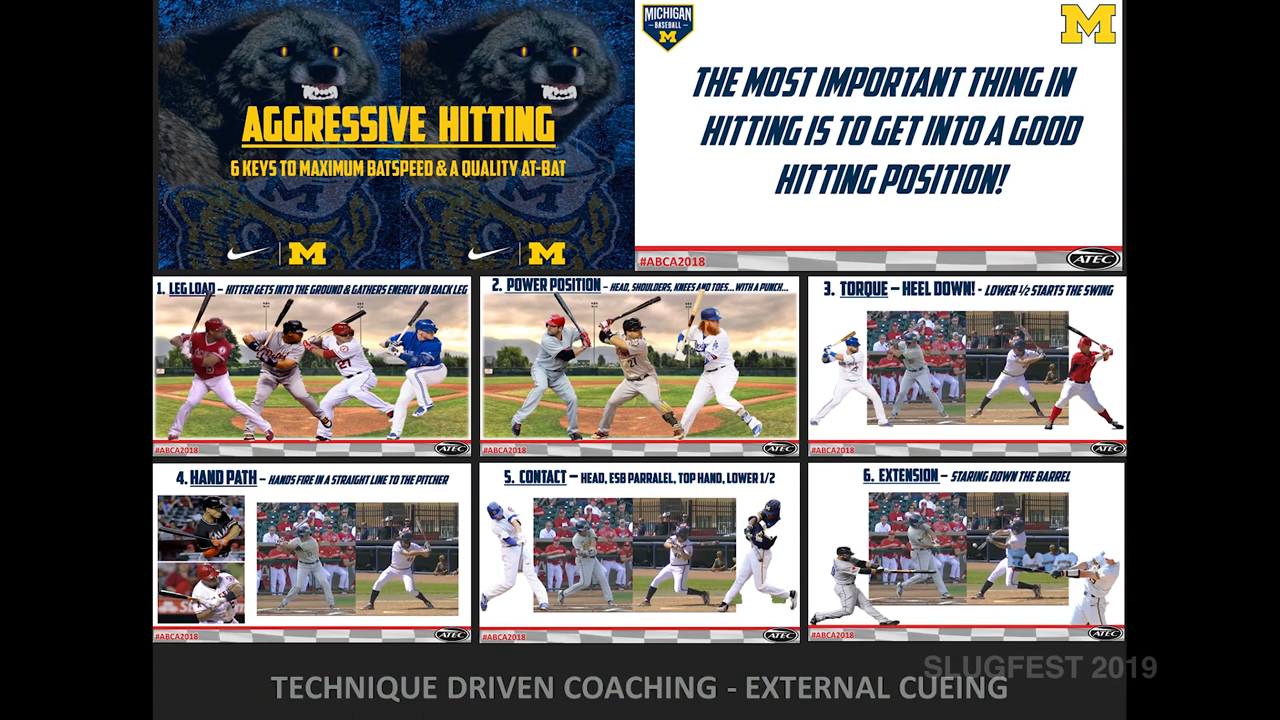 AGGRESSIVE HITTING
6 KEYS TO MAXIMUM BATSPEED & A QUALITY AT-BAT
M
M
MICHIGAN
BASEBALL
M
M
THE MOST IMPORTANT THING IN
HITTING IS TO GET INTO A GOOD
HITTING POSITION!
#ABCA2018
ATEC
1. LEG LOAD – HITTER GETS INTO THE GROUND & GATHERS ENERGY ON BACK LEG
#ABCA2018
ATEC
2. POWER POSITION – HEAD, SHOULDERS, KNEES AND TOES...WITH A PUNCH...
#ABCA2018
ATEC
3. TORQUE – HEEL DOWN! - LOWER ½ STARTS THE SWING
#ABCA2018
ATEC
4. HAND PATH – HANDS FIRE IN A STRAIGHT LINE TO THE PITCHER
#ABCA2018
ATEC
5. CONTACT – HEAD, ESB PARRALEL, TOP HAND, LOWER 1/2
#ABCA2018
ATEC
6. EXTENSION – STARING DOWN THE BARREL
#ABCA2018
ATEC
SLUGFEST 2019
TECHNIQUE DRIVEN COACHING - EXTERNAL CUEING